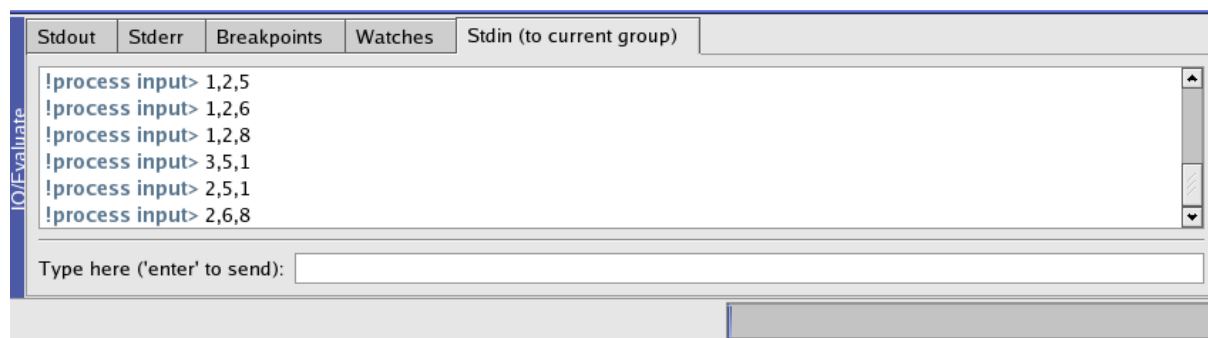 Stdout Stderr Breakpoints Watches Stdin (to current group)
IO/Evaluate
!process input> 1,2,5
!process input> 1,2,6
!process input> 1,2,8
!process input> 3,5,1
!process input> 2,5,1
!process input> 2,6,8
Type here ('enter' to send):